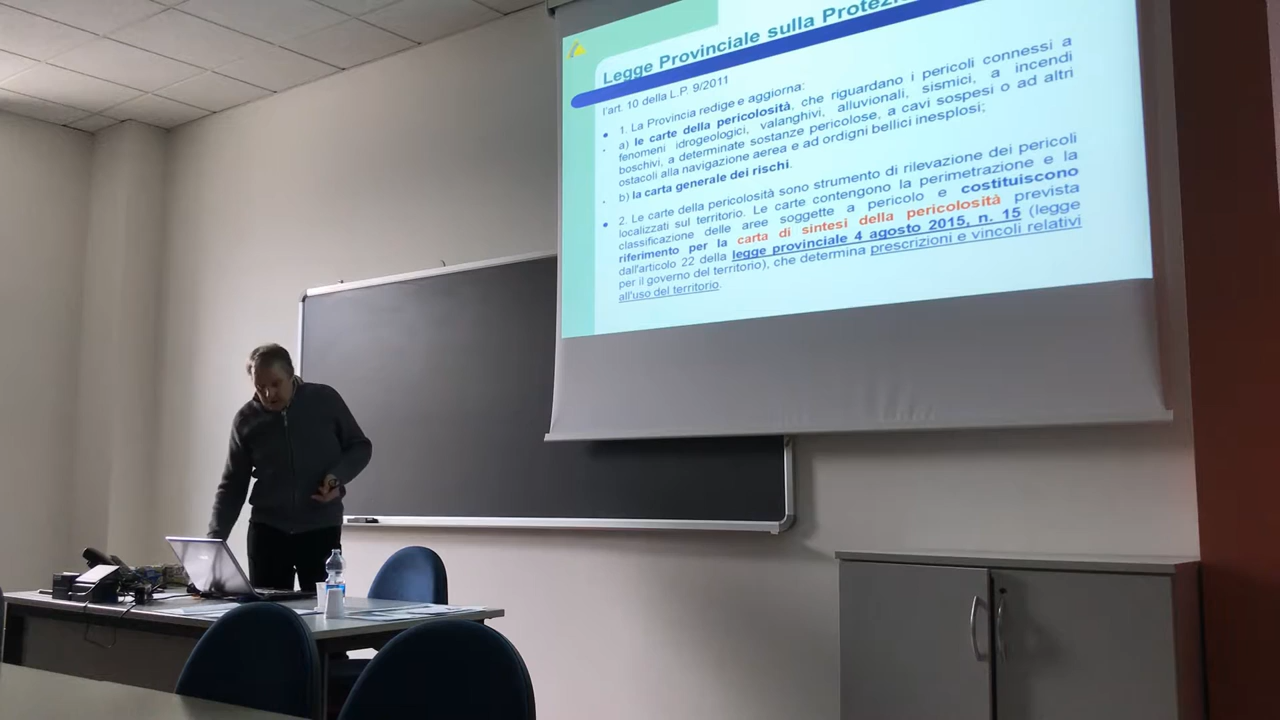 Legge Provinciale sulla
l'art. 10 della L.P. 9/2011
1. La Provincia redige e aggiorna:
a) le carte della pericolosità, che riguardano i pericoli connessi a
fenomeni idrogeologici, valanghivi, alluvionali, sismici, a incendi
boschivi, a determinate sostanze pericolose, a cavi sospesi o ad altri
ostacoli alla navigazione aerea e ad ordigni bellici inesplosi;
b) la carta generale dei rischi.
2. Le carte della pericolosità sono strumento di rilevazione dei pericoli
localizzati sul territorio. Le carte contengono la perimetrazione e la
classificazione delle aree soggette a pericolo e costituiscono
riferimento per la carta di sintesi della pericolosità prevista
dall'articolo 22 della legge provinciale 4 agosto 2015, n. 15 (legge
per il governo del territorio), che determina prescrizioni e vincoli relativi
all'uso del territorio.